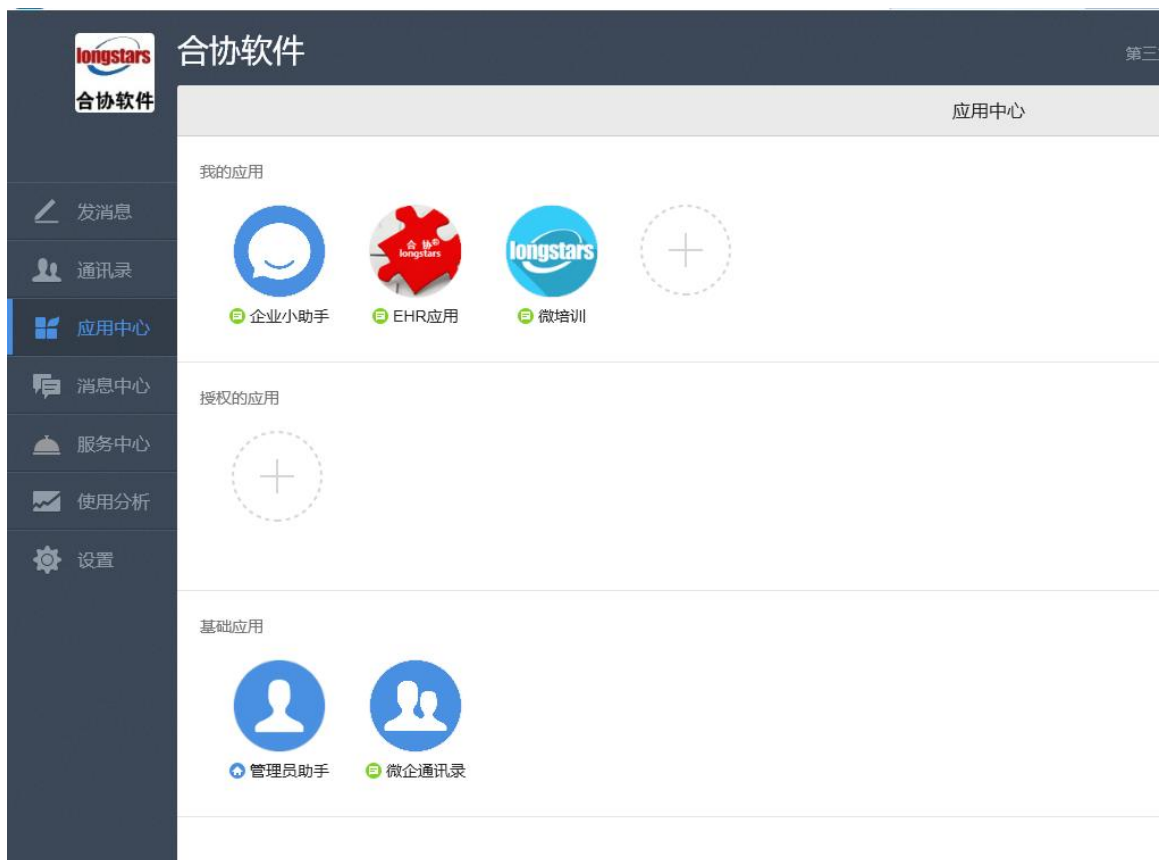 longstars
合协软件
合协软件
第三
应用中心
我的应用
发消息
通讯录
应用中心
消息中心
服务中心
使用分析
设置
合协®
longstars
longstars
企业小助手
EHR应用
微培训
授权的应用
基础应用
管理员助手
微企通讯录